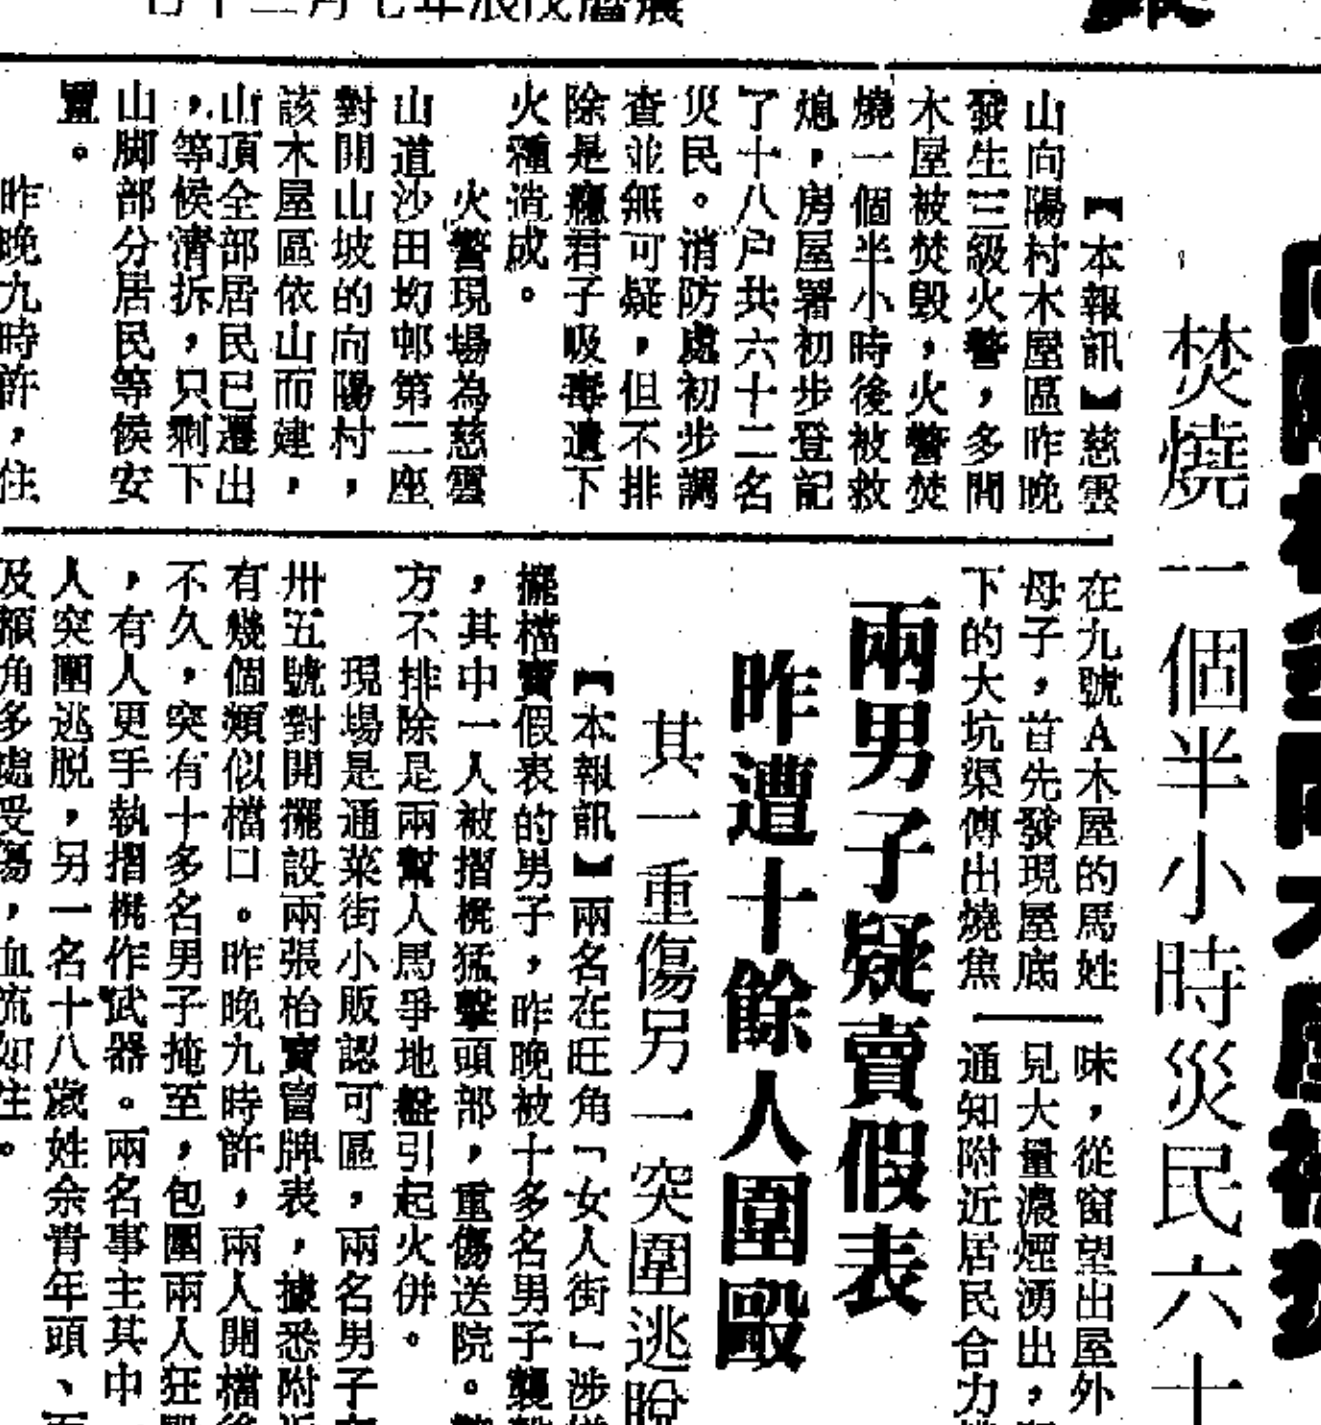 農曆戊辰年七月
焚燒一個半小時災民六十
【本報訊】慈雲
山向陽村木屋區昨晚
發生三級火警，多間
木屋被焚毀，火警焚
燒一個半小時後被救
熄，房屋署初步登記
了十八户共六十二名
災民。消防處初步調
查並無可疑，但不排
除是癮君子吸毒遺下
火種造成。
火警現場為慈雲
山道沙田坳邨第二座
對開山坡的向陽村，
該木屋區依山而建，
山頂全部居民已遷出
，等候清拆，只剩下
山脚部分居民等候安
置。
昨晚九時許，住
在九號A木屋的馬姓
母子，首先發現屋底
下的大坑渠傳出燒焦
味，從窗望出屋外
見大量濃煙湧出，
通知附近居民合力
兩男子疑賣假表
昨遭十餘人圍毆
其一重傷另一突圍逃脫
【本報訊】兩名在旺角「女人街」涉嫌
擺檔賣假表的男子，昨晚被十多名男子襲擊
，其中一人被摺櫈猛擊頭部，重傷送院。警
方不排除是兩幫人馬爭地盤引起火併。
現場是通菜街小販認可區，兩名男子在
卅五號對開擺設兩張枱賣冒牌表，據悉附近
有幾個類似檔口。昨晚九時許，兩人開檔後
不久，突有十多名男子掩至，包圍兩人狂毆
，有人更手執摺櫈作武器。兩名事主其中一
人突圍逃脱，另一名十八歲姓余青年頭、面
及額角多處受傷，血流如注。